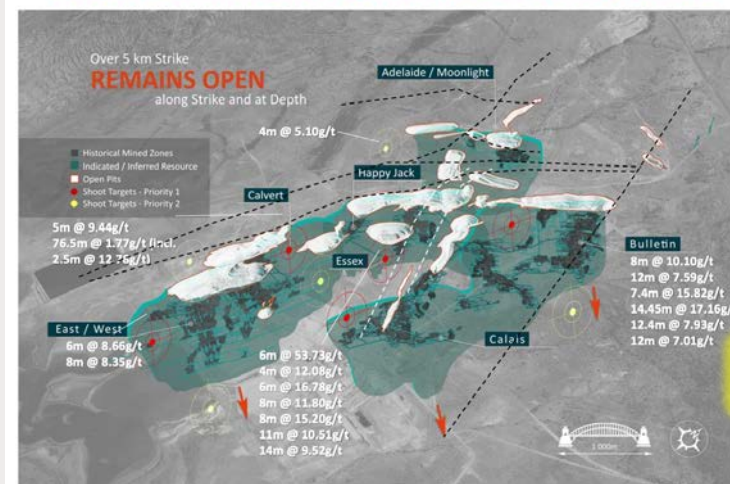 Over 5 km Strike
REMAINS OPEN
along Strike and at Depth
Adelaide / Moonlight
4m @ 5.10g/t
Historical Mined Zones
Indicated / Inferred Resource
Open Pits
Shoot Targets - Priority 1
Shoot Targets - Priority 2
Happy Jack
Calvert
5m @ 9.44g/t
76.5m @ 1.77g/t (incl.
2.5m @ 12.36g/t)
Essex
Bulletin
8m @ 10.10g/t
12m @ 7.59g/t
7.4m @ 15.82g/t
14.45m @ 17.16g/t
12.4m @ 7.93g/t
12m @ 7.01g/t
East / West
6m @ 8.66g/t
8m @ 8.35g/t
Calais
6m @ 53.73g/t
4m @ 12.08g/t
6m @ 16.78g/t
8m @ 11.80g/t
8m @ 15.20g/t
11m @ 10.51g/t
14m @ 9.52g/t
1 000m